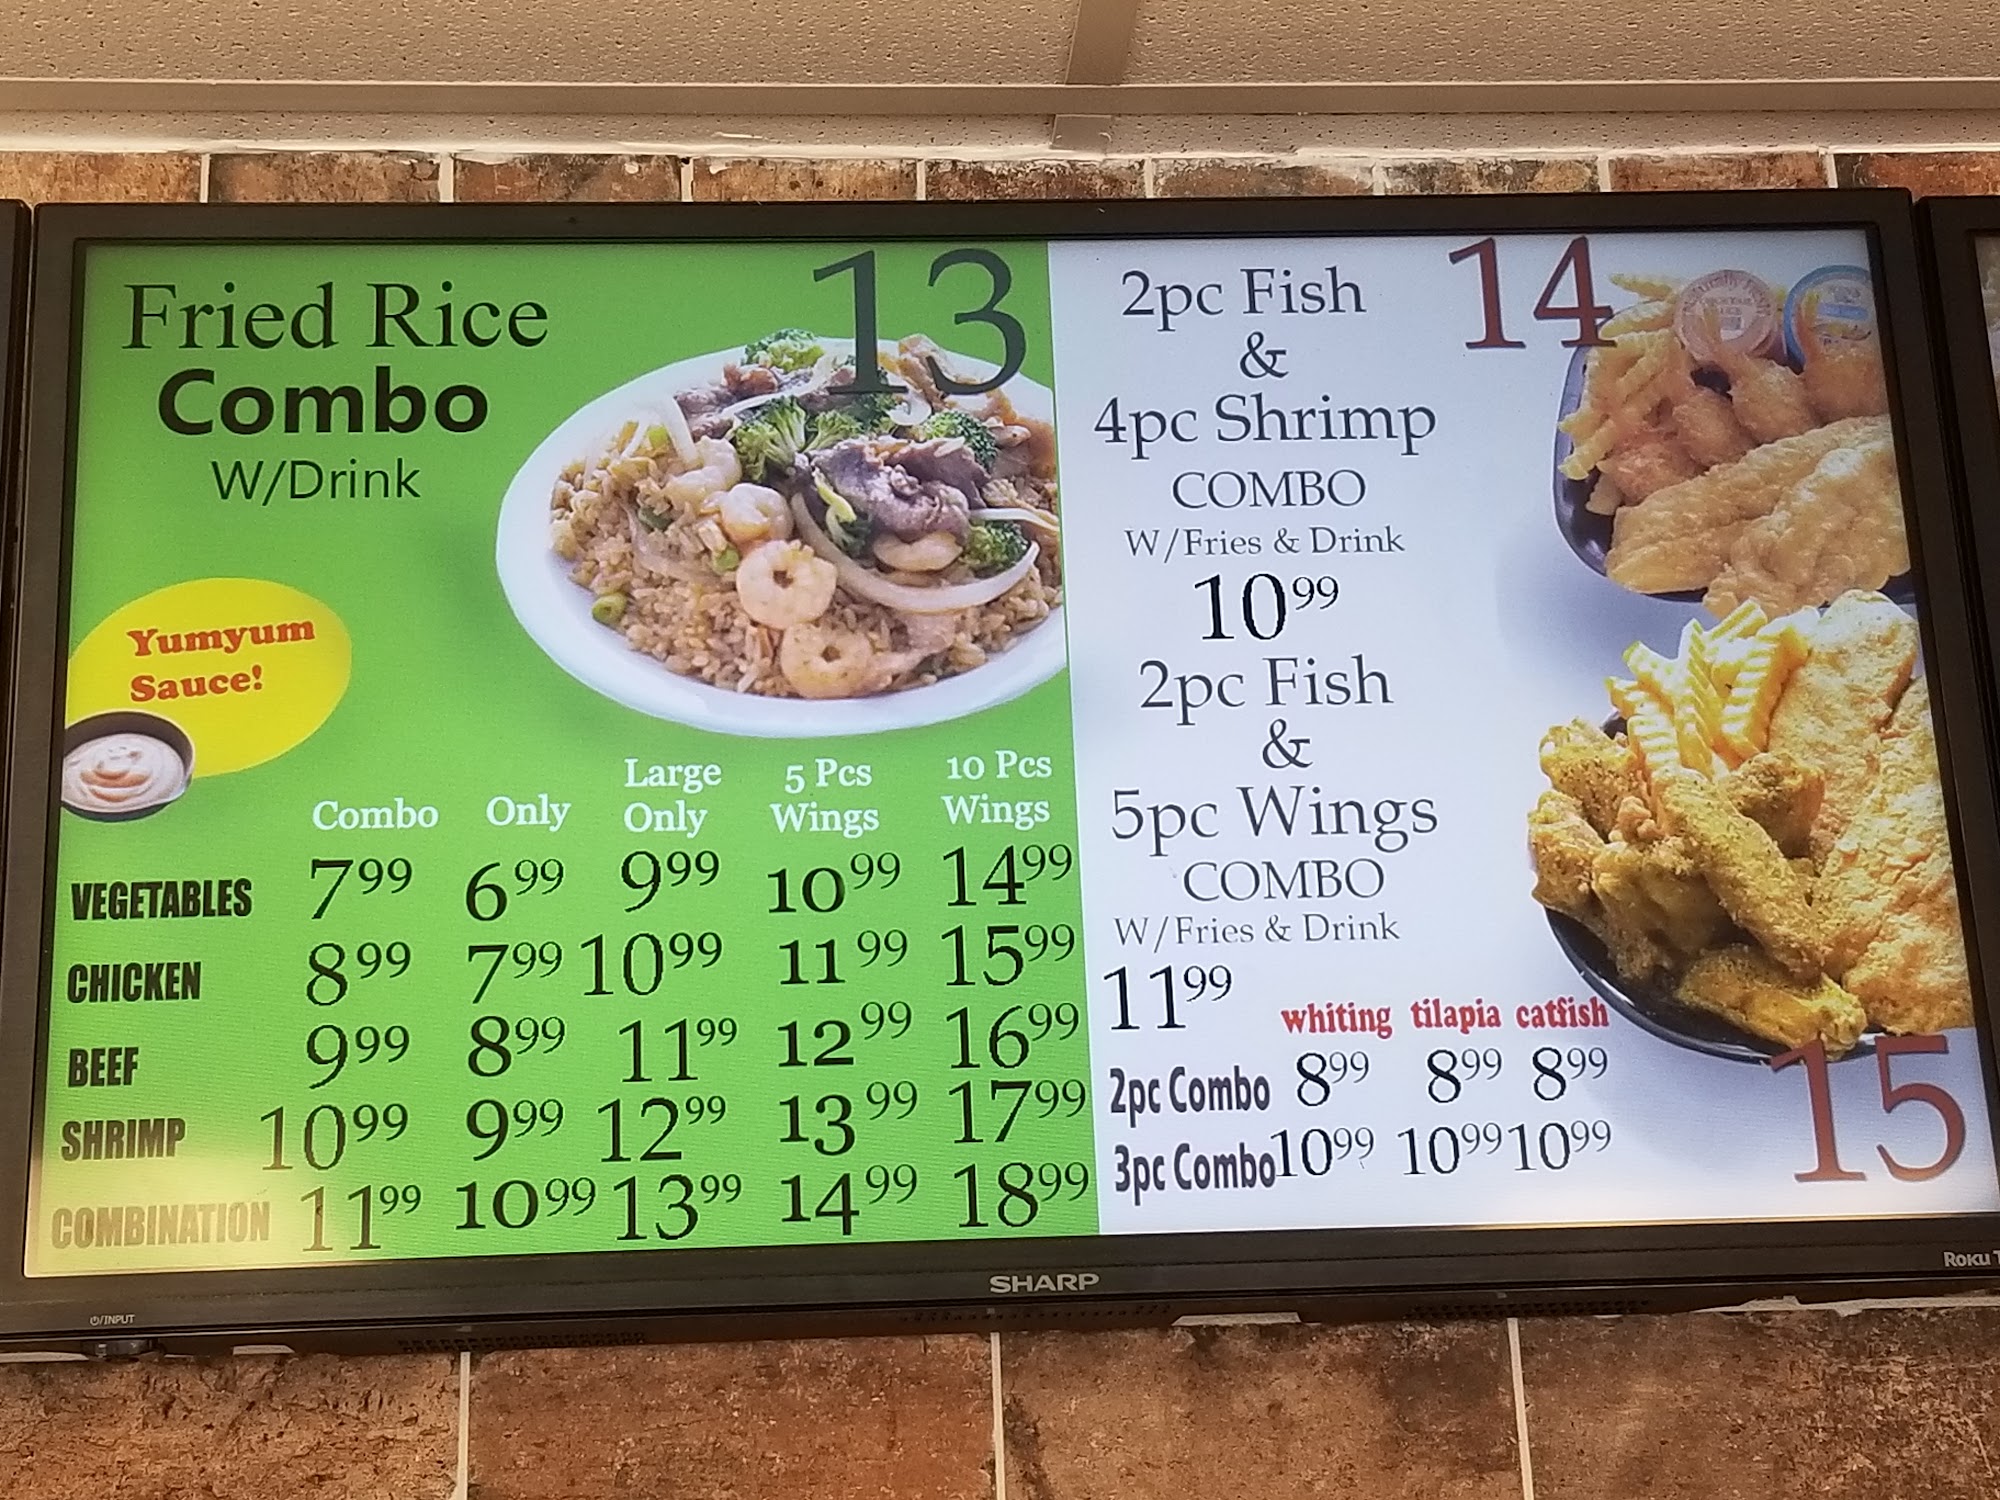 Fried Rice
Combo
W/Drink
13
Yumyum
Sauce!
Combo Only Large Only 5 Pcs Wings 10 Pcs Wings
VEGETABLES 7.99 6.99 9.99 10.99 14.99
CHICKEN 8.99 7.99 10.99 11.99 15.99
BEEF 9.99 8.99 11.99 12.99 16.99
SHRIMP 10.99 9.99 12.99 13.99 17.99
COMBINATION 11.99 10.99 13.99 14.99 18.99
2pc Fish
&
4pc Shrimp
COMBO
W/Fries & Drink
10.99
14
2pc Fish
&
5pc Wings
COMBO
W/Fries & Drink
11.99
whiting tilapia catfish
2pc Combo 8.99 8.99 8.99
3pc Combo 10.99 10.99 10.99
15
SHARP
ROKU
⏻/INPUT